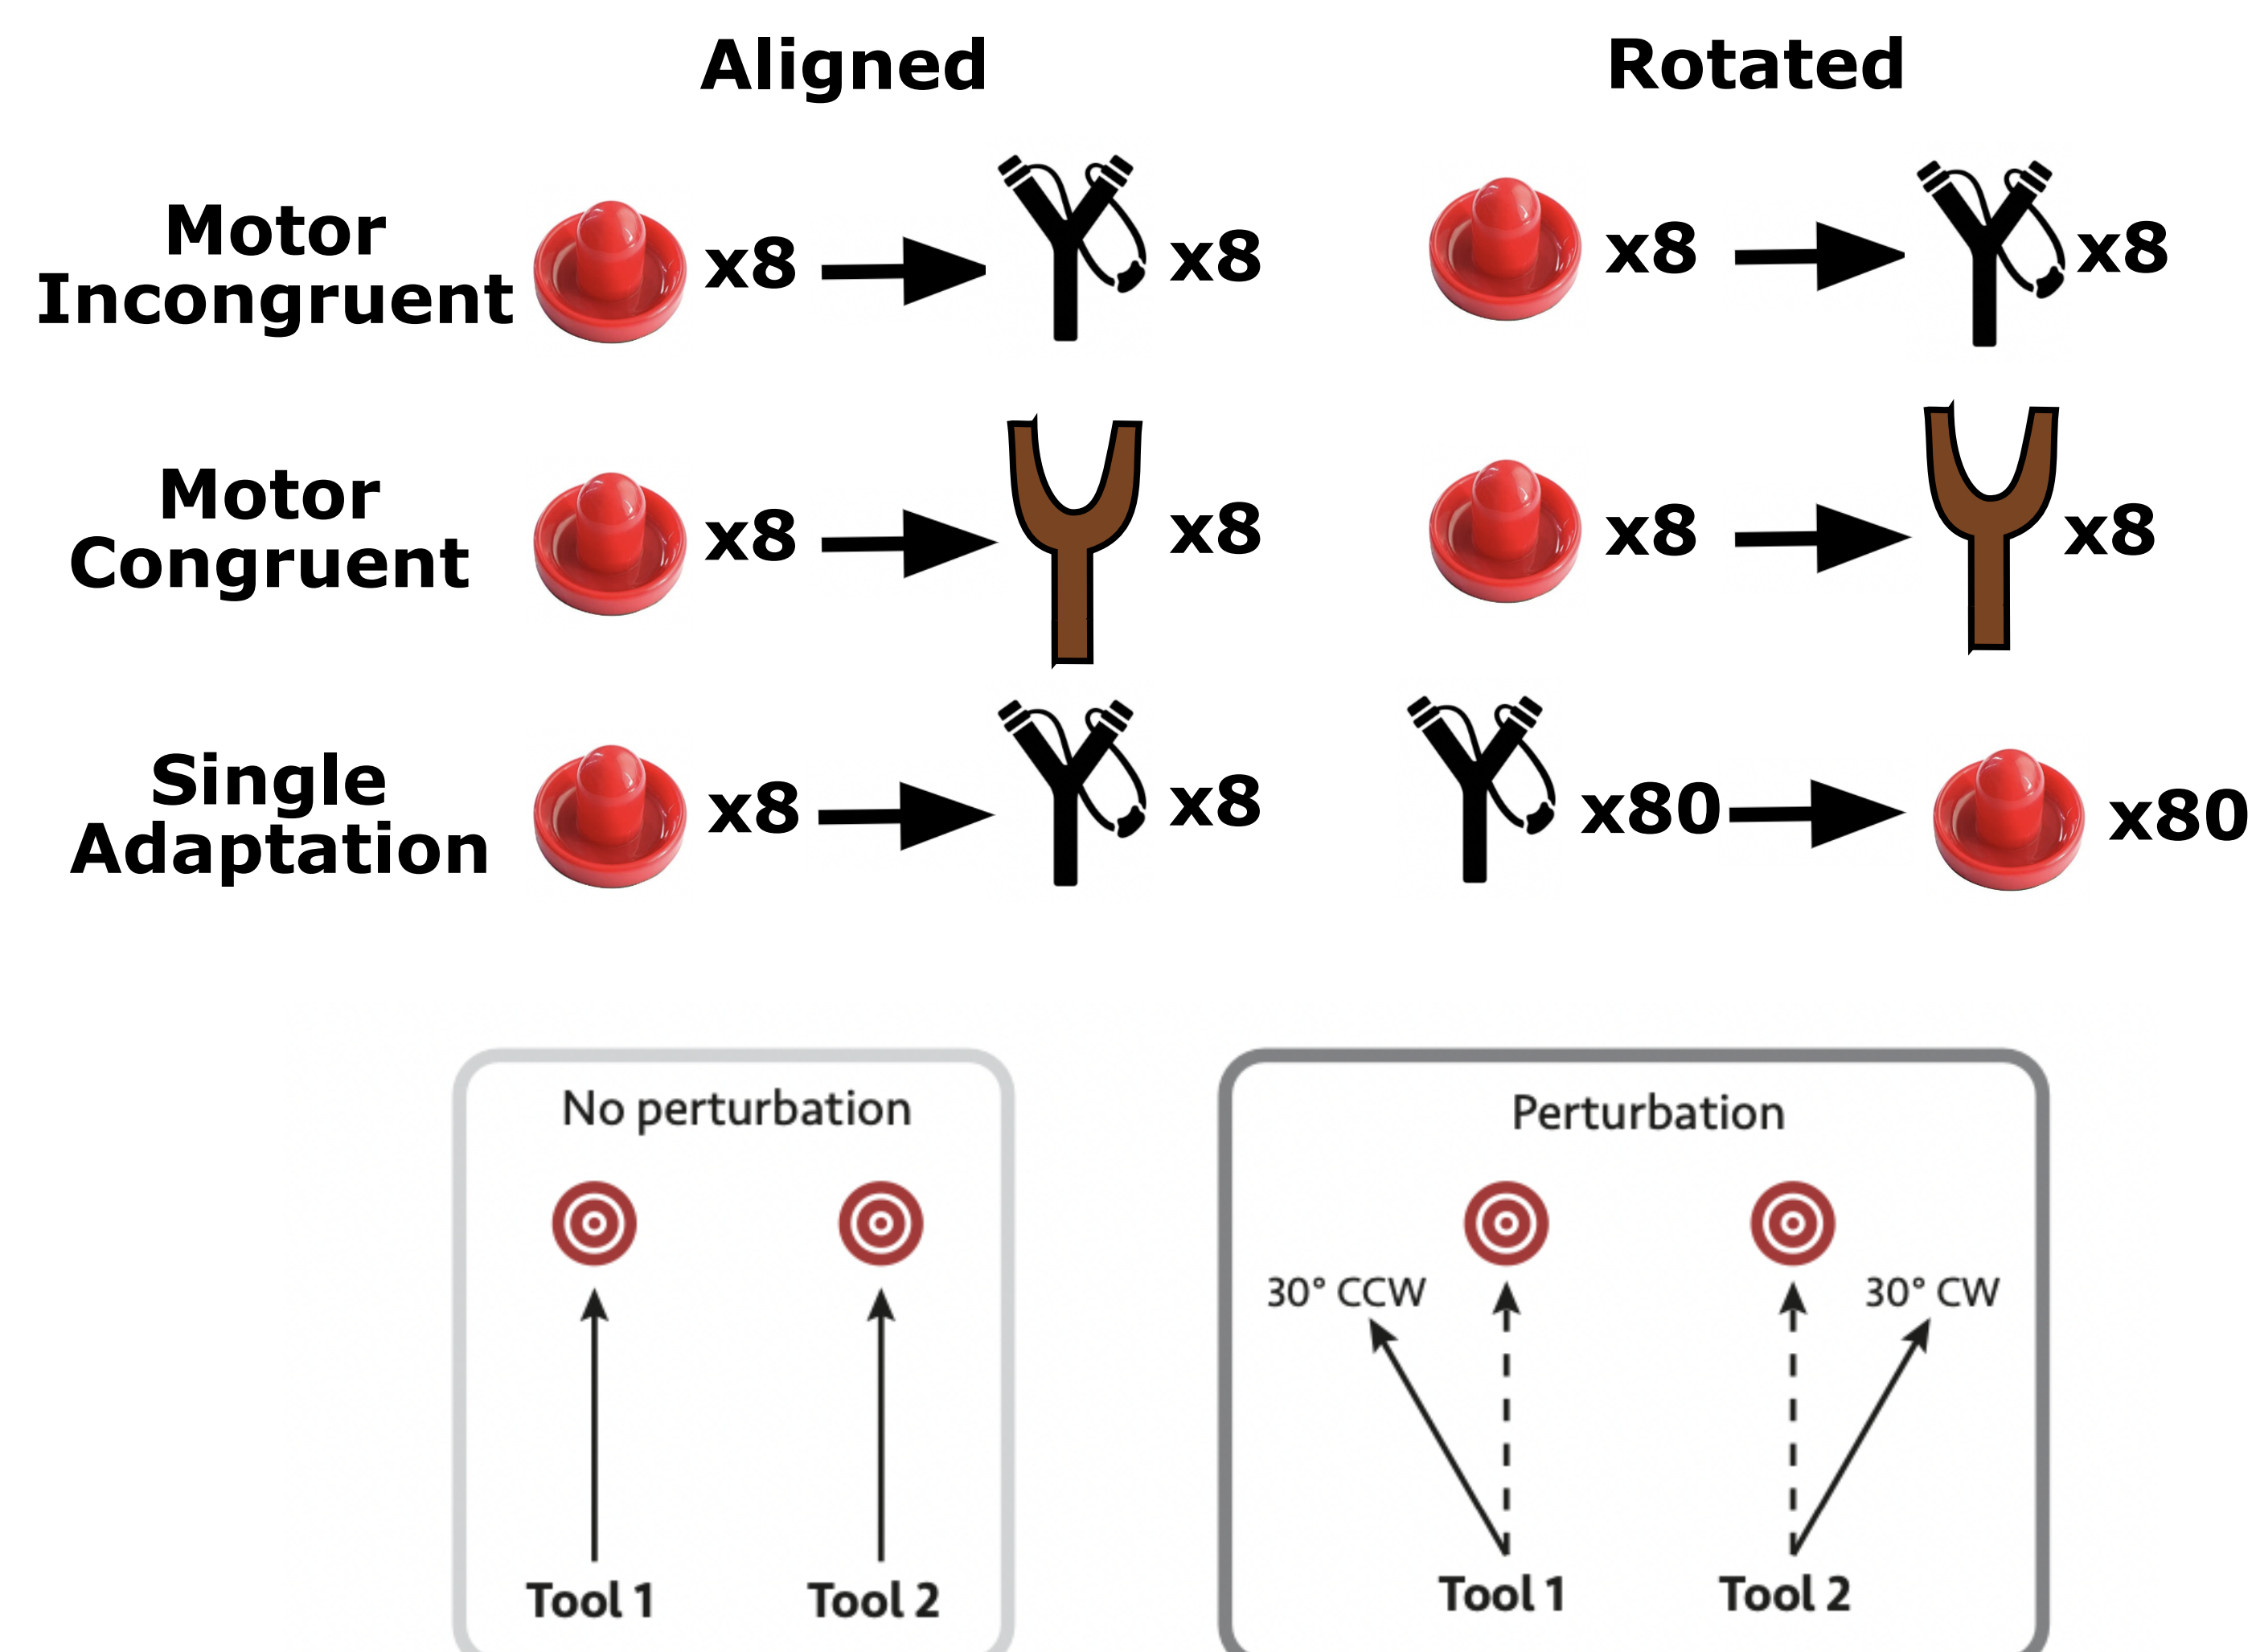 Aligned Rotated
Motor
Incongruent
x8 x8 x8 x8
Motor
Congruent
x8 x8 x8 x8
Single
Adaptation
x8 x8 x80 x80
No perturbation
Perturbation
30° CCW 30° CW
Tool 1 Tool 2
Tool 1 Tool 2